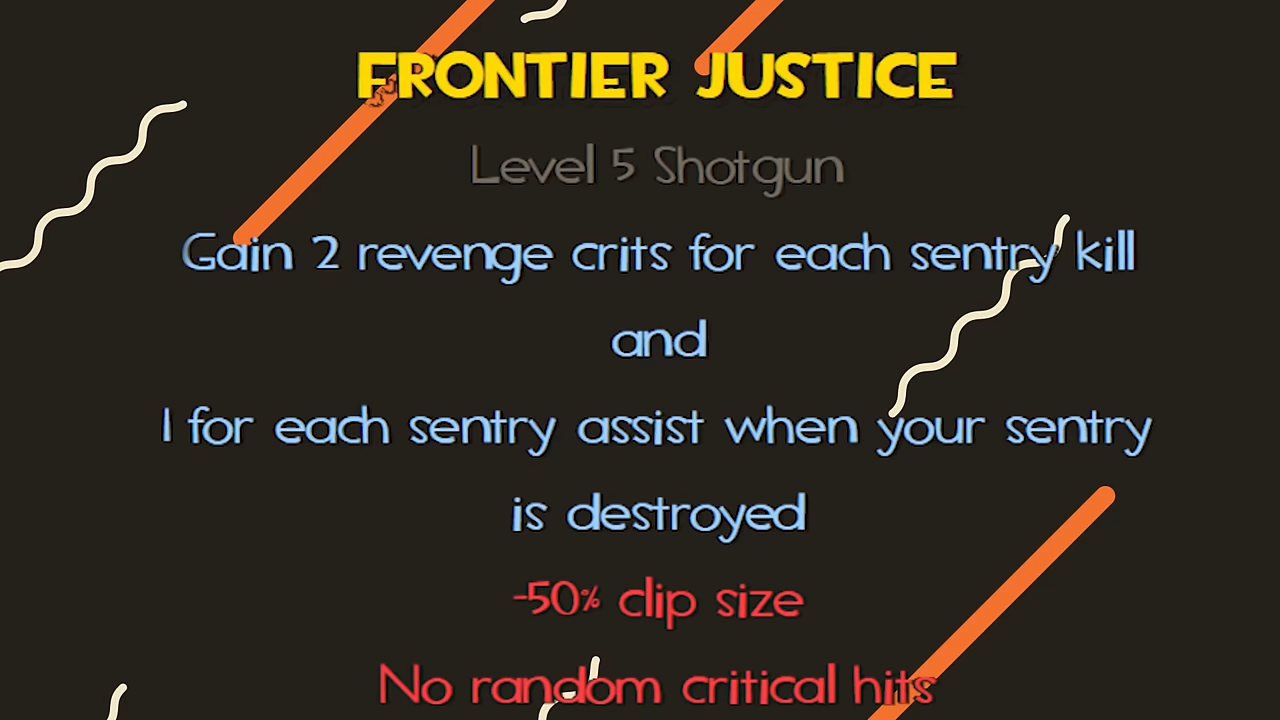 FRONTIER JUSTICE
Level 5 Shotgun
Gain 2 revenge crits for each sentry kill
and
1 for each sentry assist when your sentry
is destroyed
-50% clip size
No random critical hits